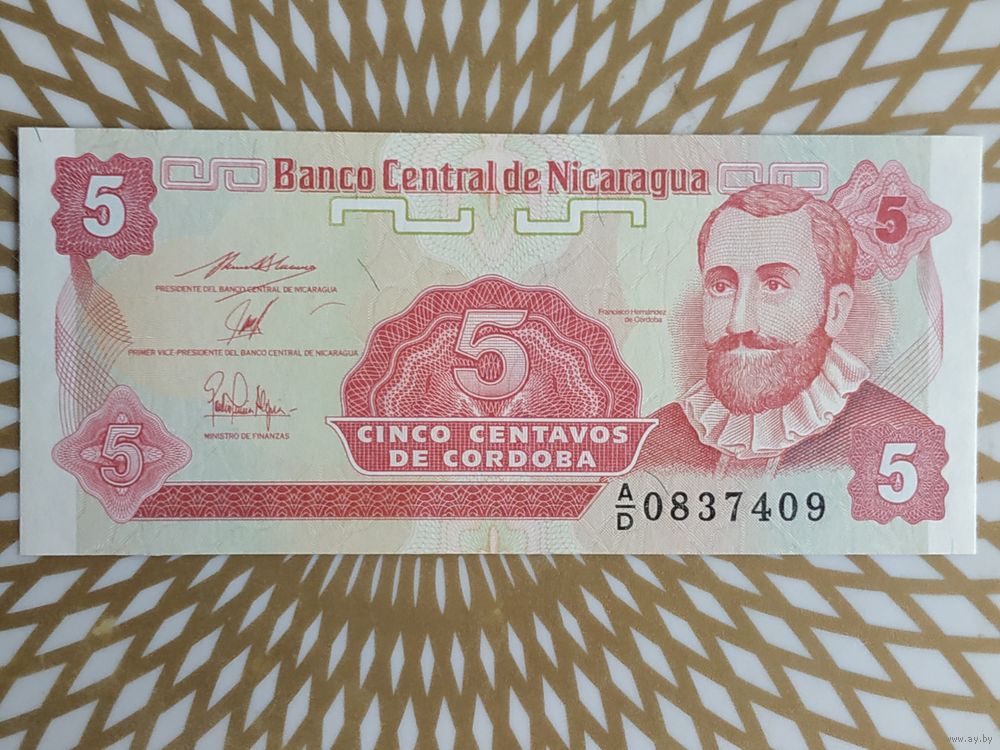 5
Banco Central de Nicaragua
5
PRESIDENTE DEL BANCO CENTRAL DE NICARAGUA
Francisco Hernández
de Córdoba
5
PRIMER VICE-PRESIDENTE DEL BANCO CENTRAL DE NICARAGUA
MINISTRO DE FINANZAS
CINCO CENTAVOS
DE CORDOBA
5
5
A/D 0837409
www.ay.by